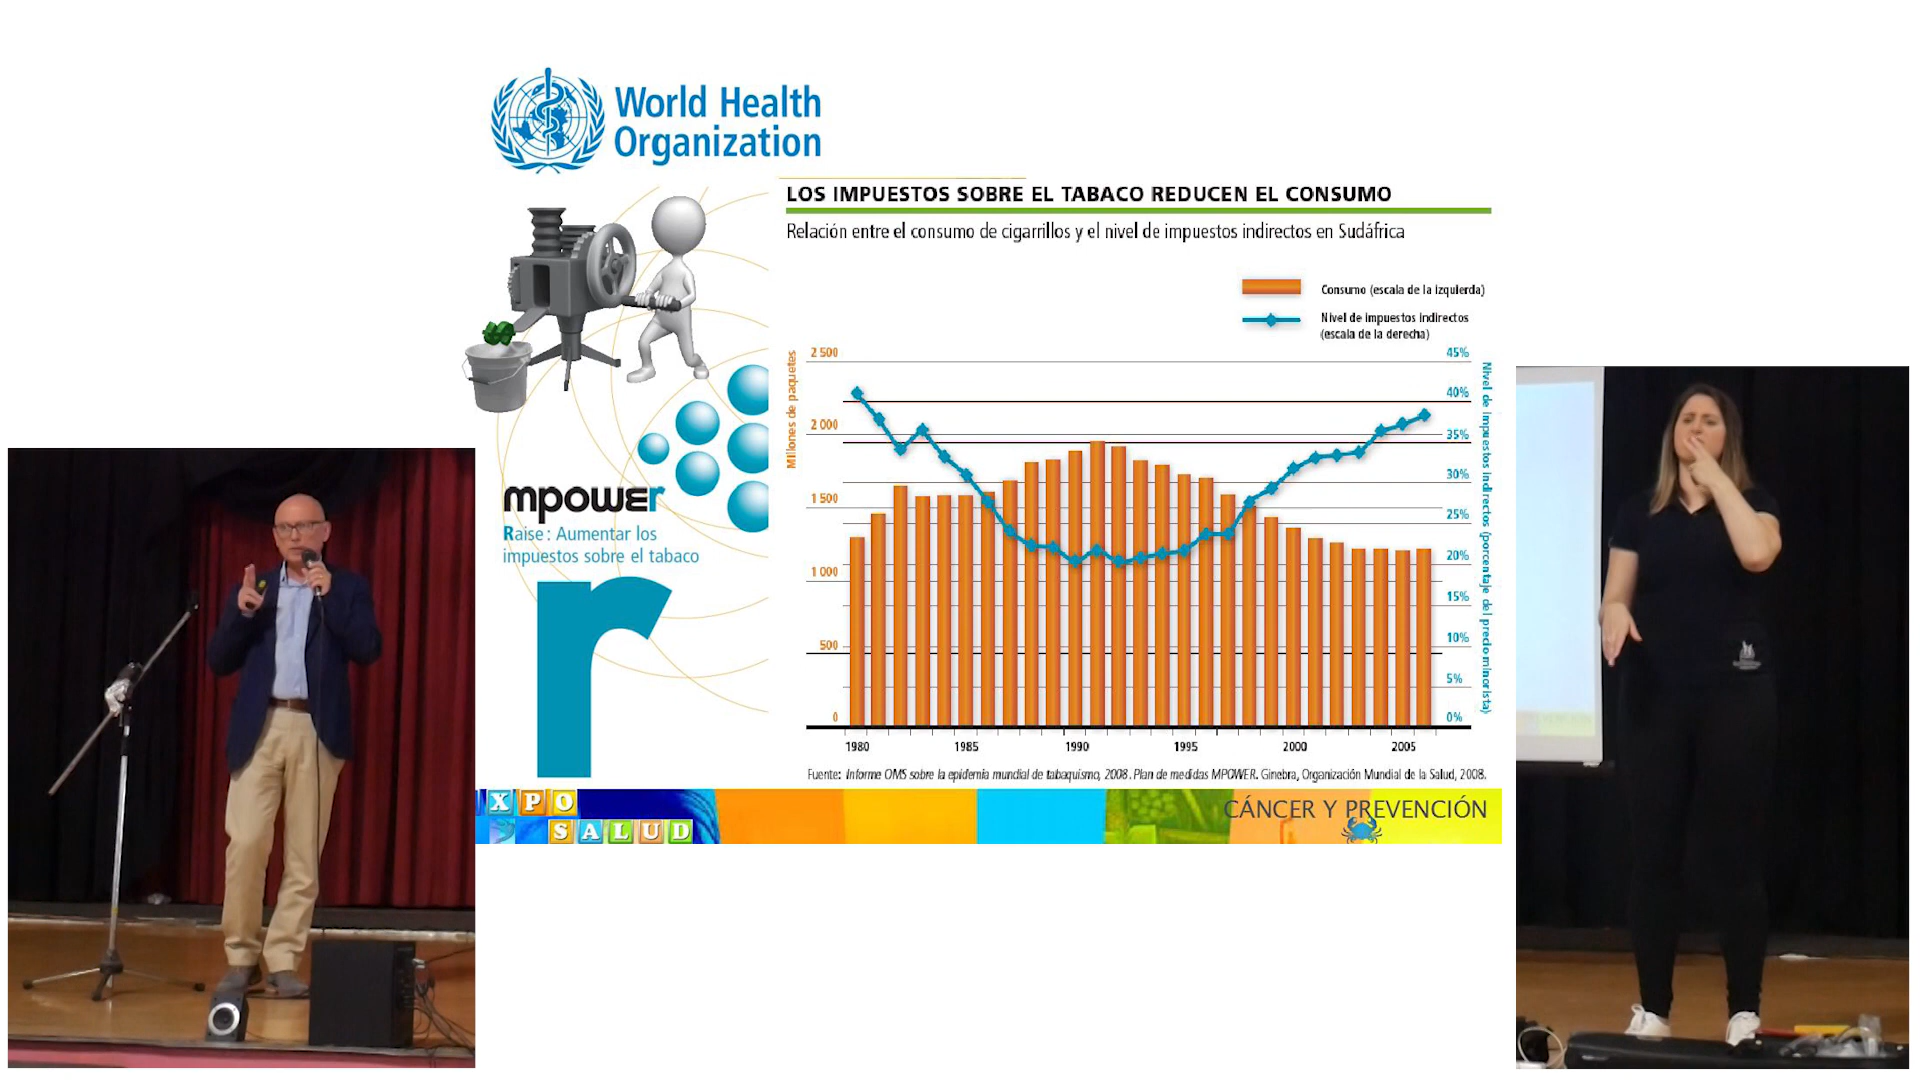 World Health
Organization
LOS IMPUESTOS SOBRE EL TABACO REDUCEN EL CONSUMO
Relación entre el consumo de cigarrillos y el nivel de impuestos indirectos en Sudáfrica
Consumo (escala de la izquierda)
Nivel de impuestos indirectos
(escala de la derecha)
Millones de paquetes
2 500
2 000
1 500
1 000
500
0
45%
40%
35%
30%
25%
20%
15%
10%
5%
0%
Nivel de impuestos indirectos (porcentaje del precio minorista)
1980 1985 1990 1995 2000 2005
mpower
Raise: Aumentar los
impuestos sobre el tabaco
r
Fuente: Informe OMS sobre la epidemia mundial de tabaquismo, 2008. Plan de medidas MPOWER. Ginebra, Organización Mundial de la Salud, 2008.
XPO
SALUD
CÁNCER Y PREVENCIÓN